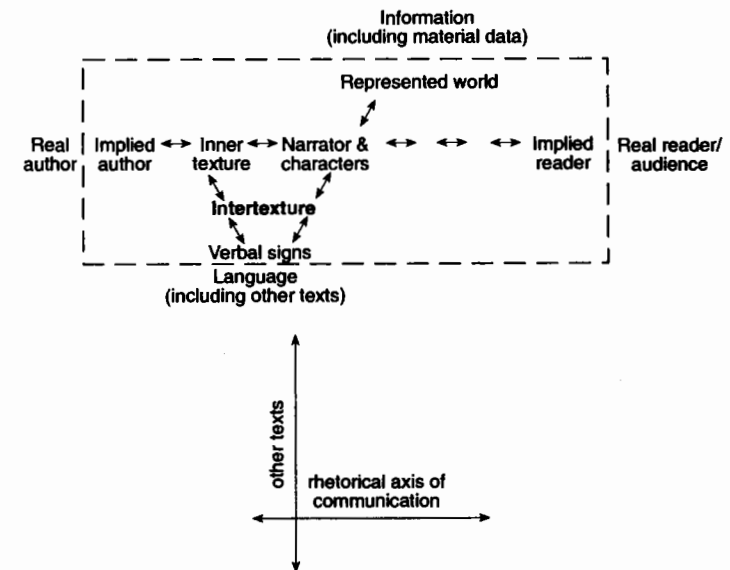 Information
(including material data)
Represented world
Real author
Implied author
Inner texture
Narrator & characters
Implied reader
Real reader/ audience
Intertexture
Verbal signs
Language
(including other texts)
other texts
rhetorical axis of
communication